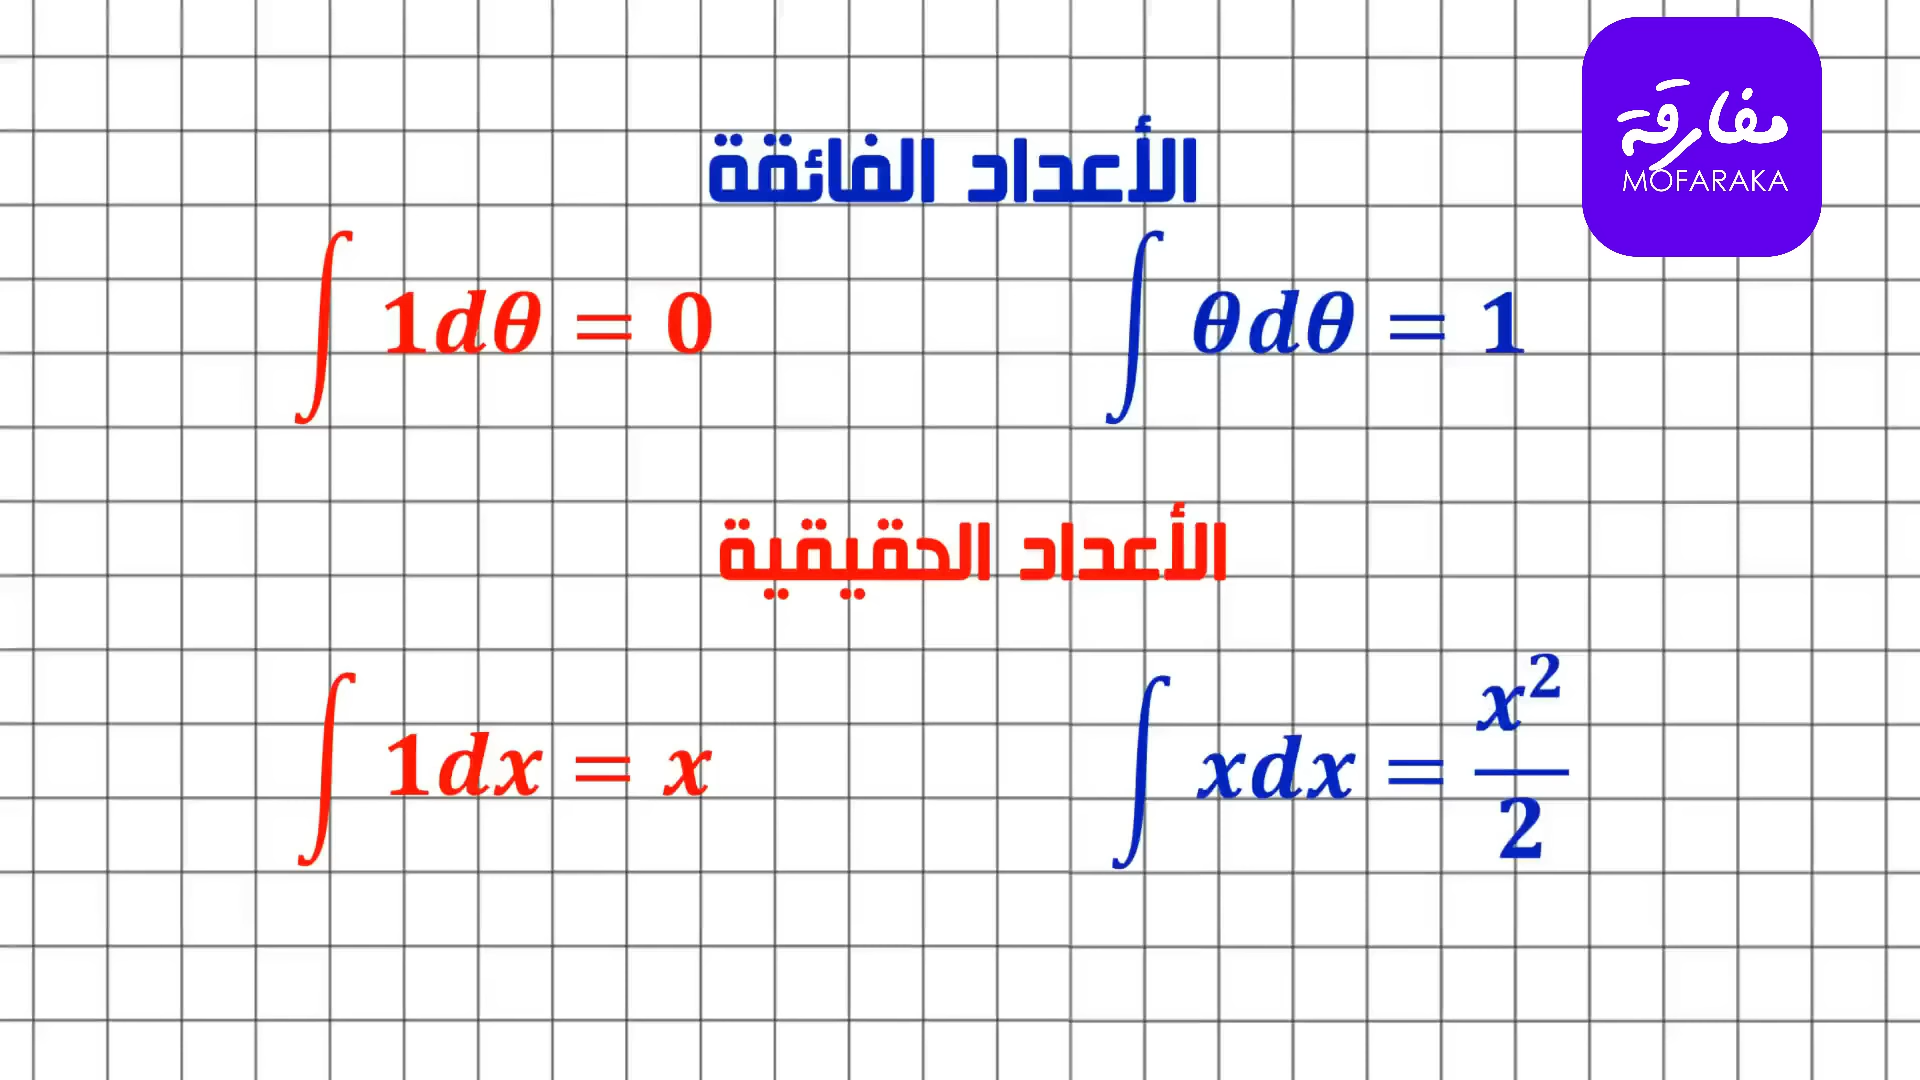 مفارقة
MOFARAKA
الأعداد الفائقة
∫ 1dθ = 0
∫ θdθ = 1
الأعداد الحقيقية
∫ 1dx = x
∫ xdx = x²/2